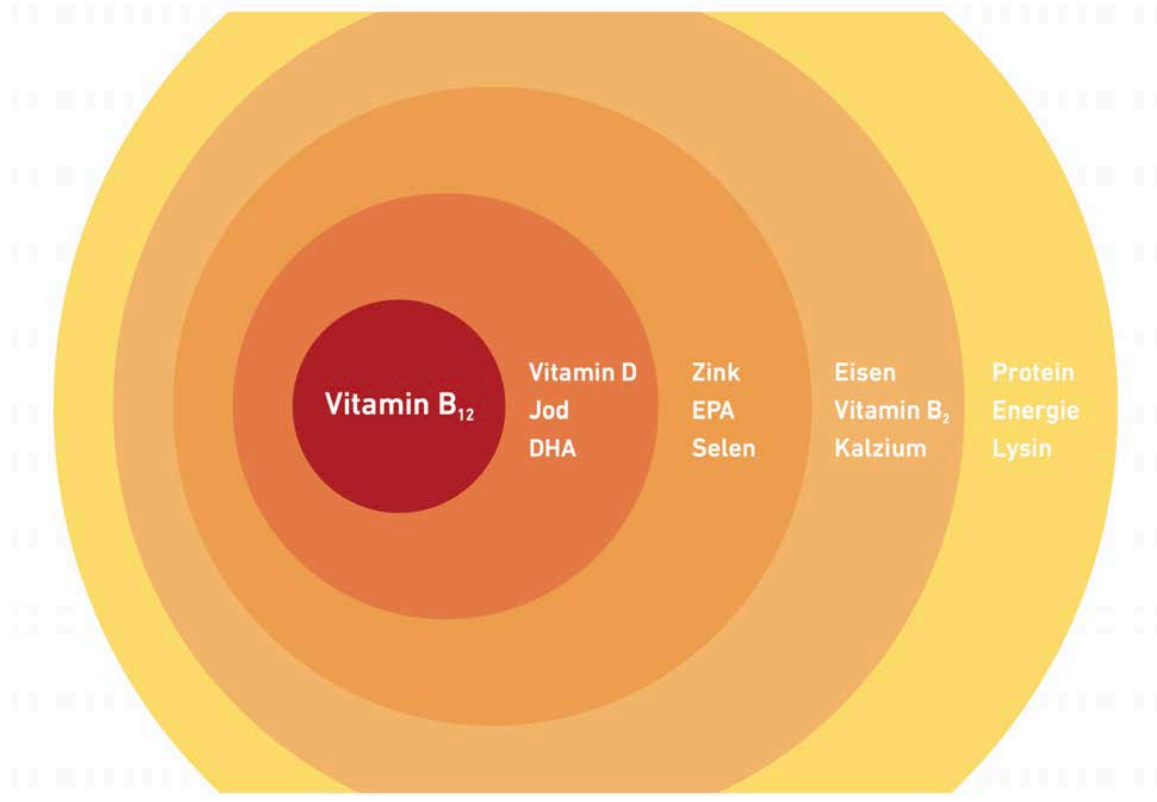 Vitamin B₁₂
Vitamin D
Jod
DHA
Zink
EPA
Selen
Eisen
Vitamin B₂
Kalzium
Protein
Energie
Lysin